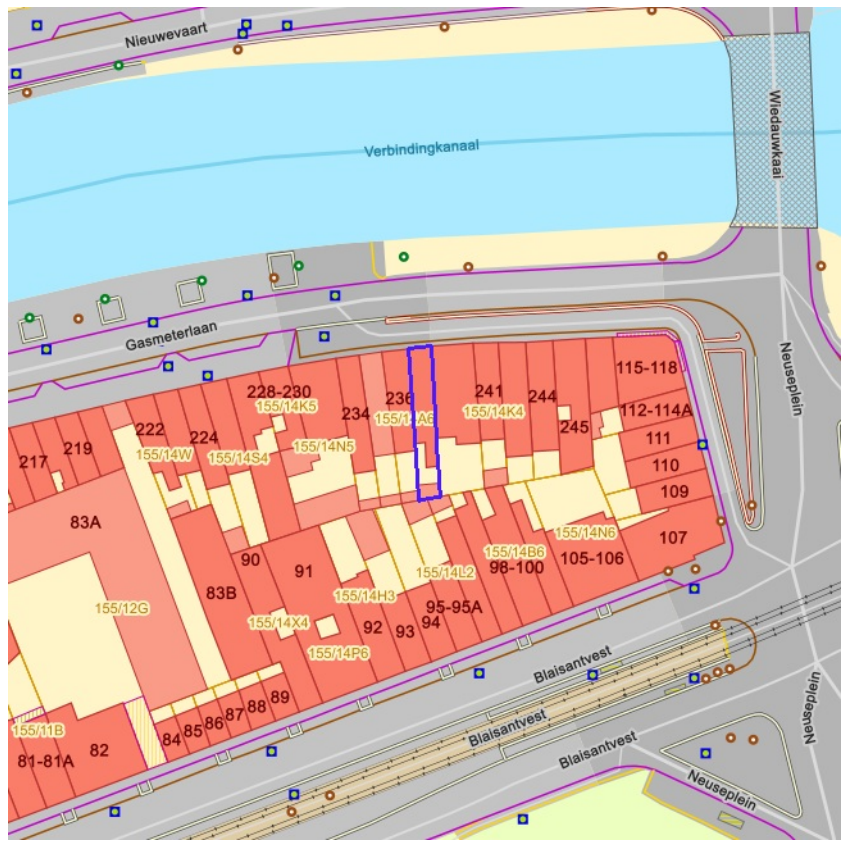 Nieuwevaart
Wiedauwkaai
Verbindingkanaal
Gasmeterlaan
Neuseplein
228-230
115-118
236
241
244
234
155/14K5
155/14A6
155/14K4
112-114A
222
224
245
111
219
155/14W
155/14S4
155/14N5
217
110
109
83A
107
155/14N6
155/14B6
90
91
98-100
105-106
155/14L2
83B
155/14H3
155/12G
95-95A
155/14X4
94
92
93
155/14P6
Blaisantvest
89
88
87
86
85
84
Neuseplein
155/11B
Blaisantvest
82
81-81A
Blaisantvest
Neuseplein